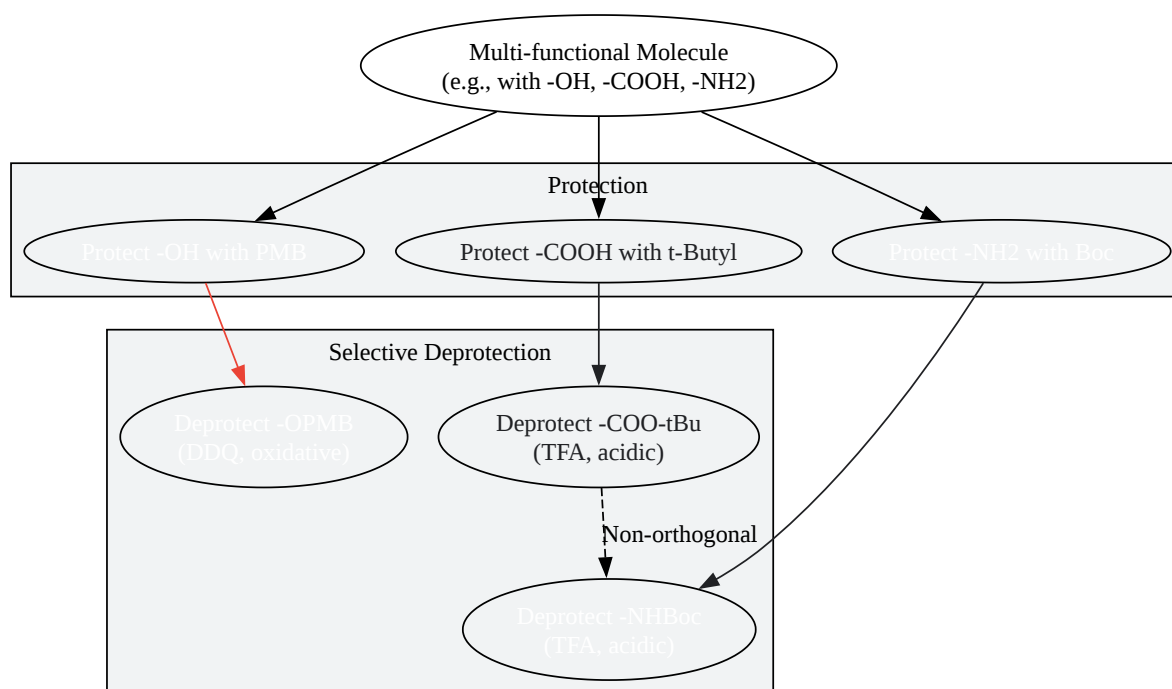 Multi-functional Molecule
(e.g., with -OH, -COOH, -NH2)
Protection
Protect -OH with PMB
Protect -COOH with t-Butyl
Protect -NH2 with Boc
Selective Deprotection
Deprotect -OPMB
(DDQ, oxidative)
Deprotect -COO-tBu
(TFA, acidic)
Non-orthogonal
Deprotect -NHBoc
(TFA, acidic)